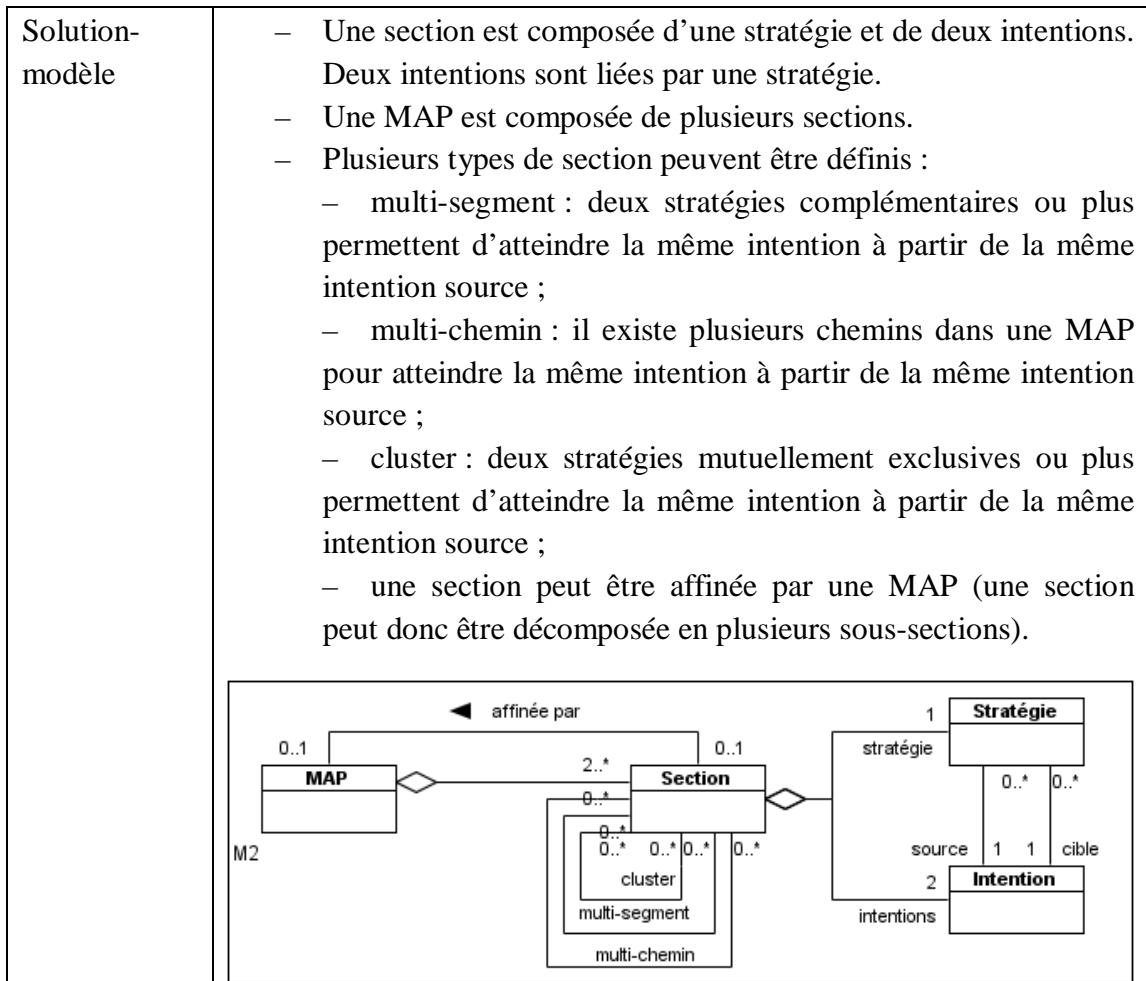 Solution-
modèle
– Une section est composée d’une stratégie et de deux intentions.
Deux intentions sont liées par une stratégie.
– Une MAP est composée de plusieurs sections.
– Plusieurs types de section peuvent être définis :
– multi-segment : deux stratégies complémentaires ou plus
permettent d’atteindre la même intention à partir de la même
intention source ;
– multi-chemin : il existe plusieurs chemins dans une MAP
pour atteindre la même intention à partir de la même intention
source ;
– cluster : deux stratégies mutuellement exclusives ou plus
permettent d’atteindre la même intention à partir de la même
intention source ;
– une section peut être affinée par une MAP (une section
peut donc être décomposée en plusieurs sous-sections).
affinée par
1 Stratégie
0..1 0..1 stratégie
MAP 2..* Section
0..* 0..* 0..*
0..*
0..* 0..* 0..* 0..*
M2 source 1 1 cible
cluster 2 Intention
multi-segment intentions
multi-chemin